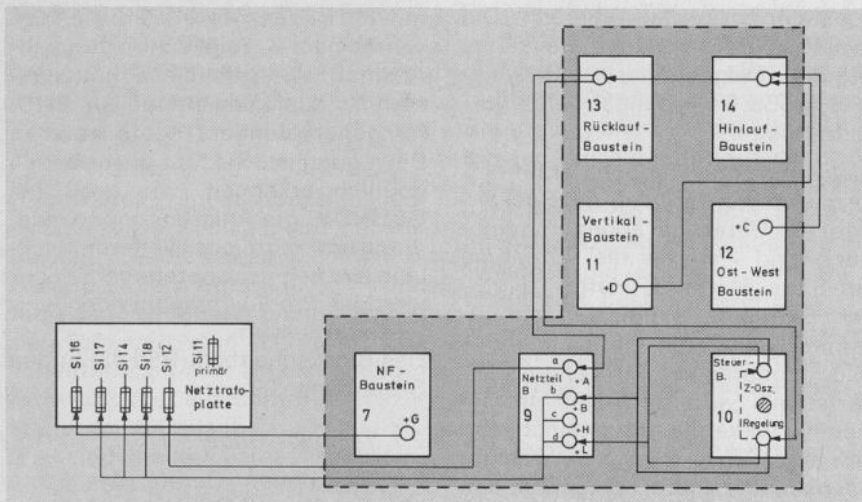 13
Rücklauf-
Baustein
14
Hinlauf-
Baustein
Vertikal-
Baustein
11
+D
+C
12
Ost-West
Baustein
Si 16
Si 17
Si 14
Si 18
Si 12
Si 11
primär
Netztrafo-
platte
NF-
Baustein
7
+G
Netzteil
B
9
a
+A
b
+B
c
+H
d
+L
Steuer-
B.
Z-Osz.
10
Regelung